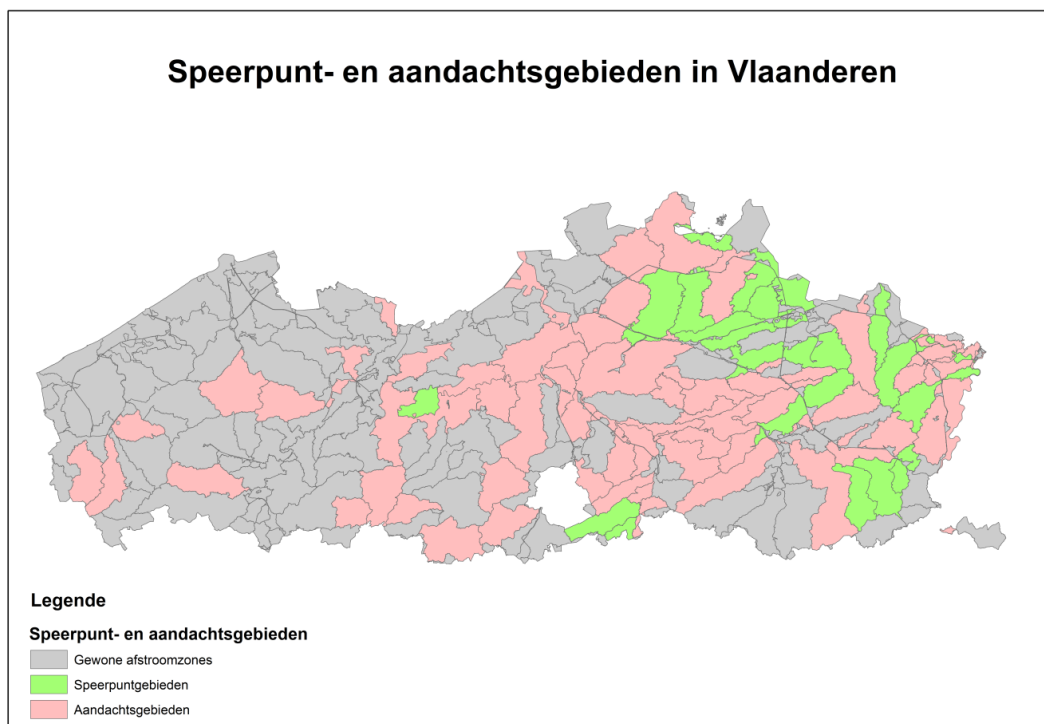 Speerpunt- en aandachtsgebieden in Vlaanderen
Legende
Speerpunt- en aandachtsgebieden
Gewone afstroomzones
Speerpuntgebieden
Aandachtsgebieden